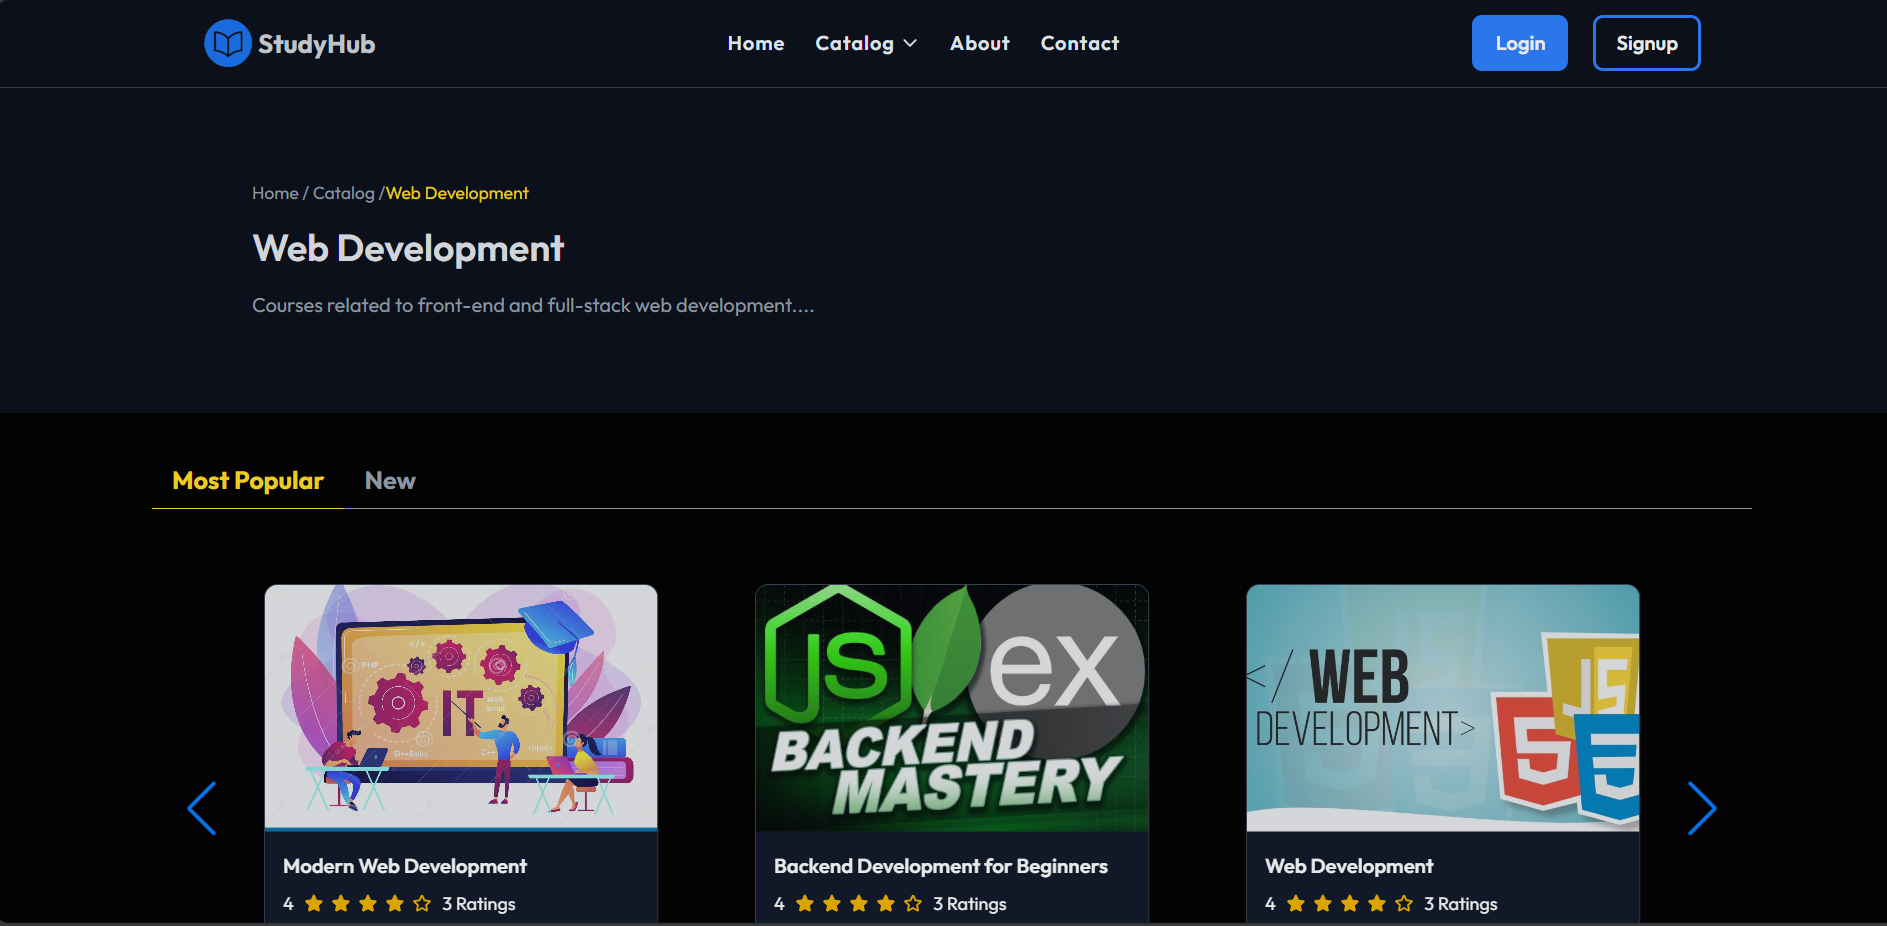 StudyHub
Home Catalog About Contact
Login Signup
Home / Catalog /Web Development
Web Development
Courses related to front-end and full-stack web development....
Most Popular New
</>
PHP
IT
JAVA
Script
C++
<html>
JS
ex
BACKEND
MASTERY
</ WEB
DEVELOPMENT>
JS
5
Modern Web Development
4 3 Ratings
Backend Development for Beginners
4 3 Ratings
Web Development
4 3 Ratings